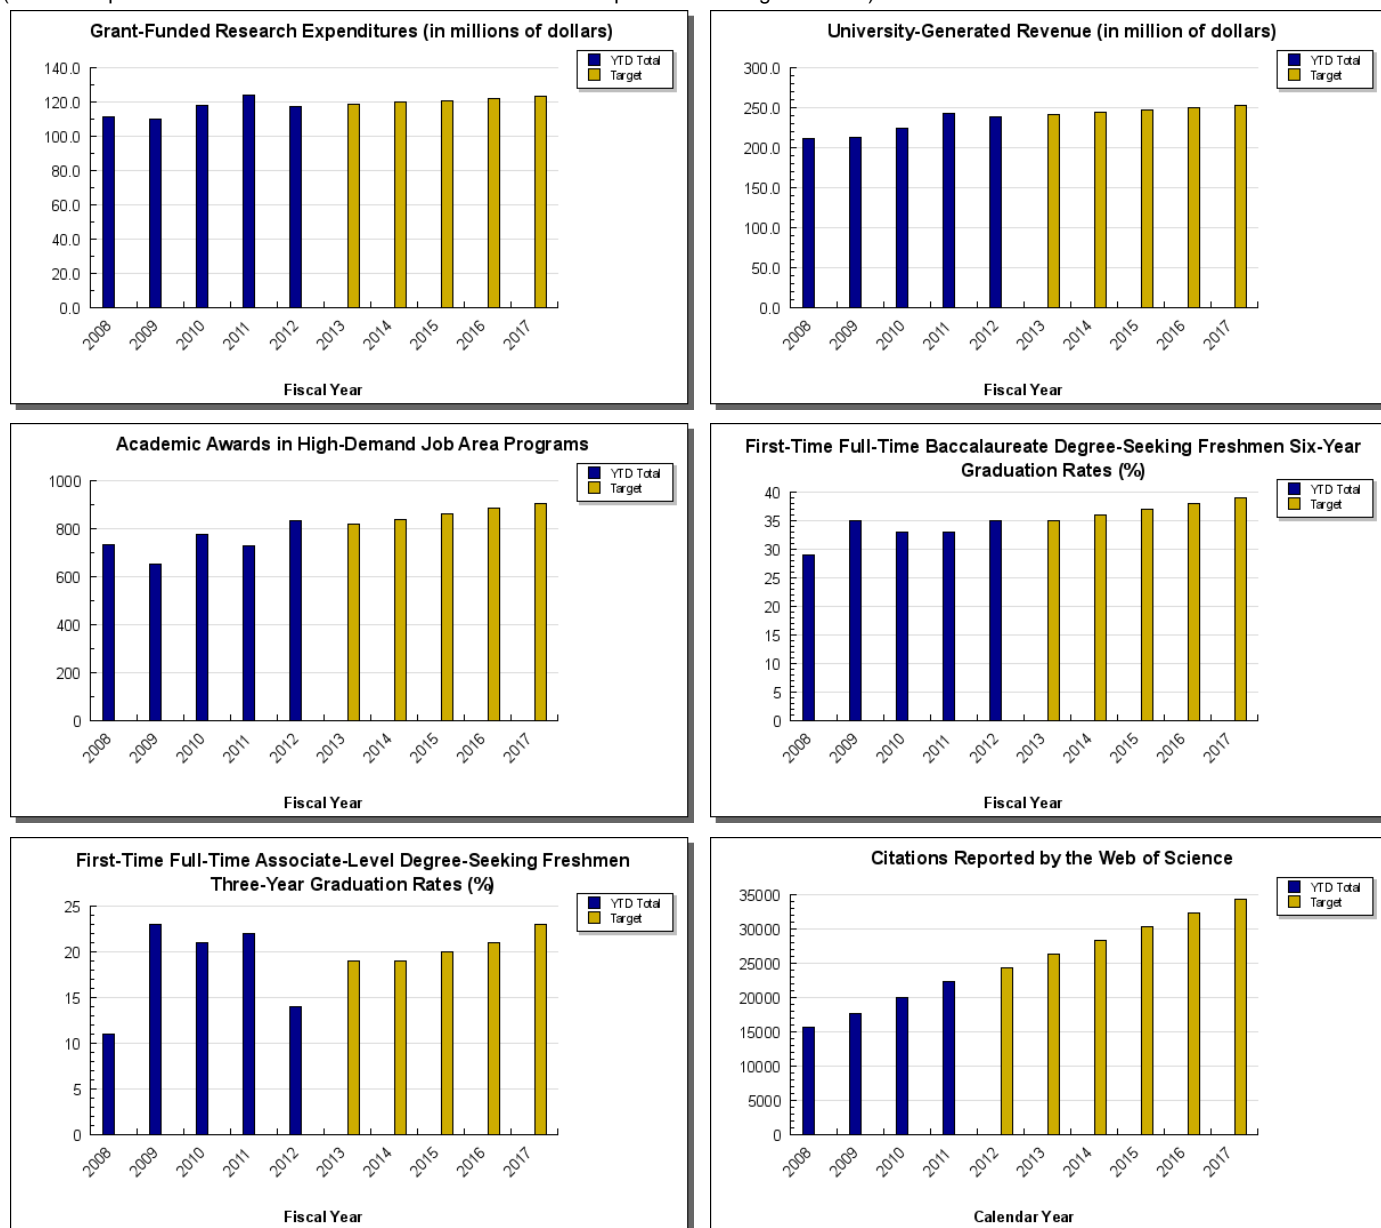 Grant-Funded Research Expenditures (in millions of dollars)
YTD Total
Target
140.0
120.0
100.0
80.0
60.0
40.0
20.0
0.0
2008 2009 2010 2011 2012 2013 2014 2015 2016 2017
Fiscal Year
University-Generated Revenue (in million of dollars)
YTD Total
Target
300.0
250.0
200.0
150.0
100.0
50.0
0.0
2008 2009 2010 2011 2012 2013 2014 2015 2016 2017
Fiscal Year
Academic Awards in High-Demand Job Area Programs
YTD Total
Target
1000
800
600
400
200
0
2008 2009 2010 2011 2012 2013 2014 2015 2016 2017
Fiscal Year
First-Time Full-Time Baccalaureate Degree-Seeking Freshmen Six-Year
Graduation Rates (%)
YTD Total
Target
40
35
30
25
20
15
10
5
0
2008 2009 2010 2011 2012 2013 2014 2015 2016 2017
Fiscal Year
First-Time Full-Time Associate-Level Degree-Seeking Freshmen
Three-Year Graduation Rates (%)
YTD Total
Target
25
20
15
10
5
0
2008 2009 2010 2011 2012 2013 2014 2015 2016 2017
Fiscal Year
Citations Reported by the Web of Science
YTD Total
Target
35000
30000
25000
20000
15000
10000
5000
0
2008 2009 2010 2011 2012 2013 2014 2015 2016 2017
Calendar Year